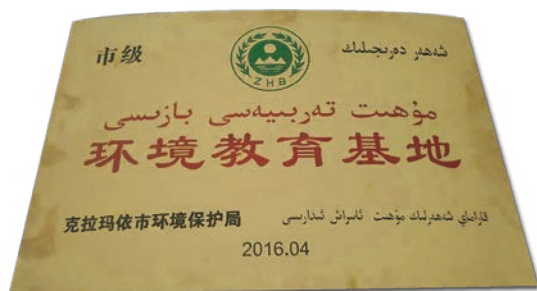 市级
شەھەر دەرىجىلىك
ZHB
مۇھىت تەربىيەسى بازىسى
环境教育基地
克拉玛依市环境保护局
قاراماي شەھەرلىك مۇھىت ئاسراش ئىدارىسى
2016.04